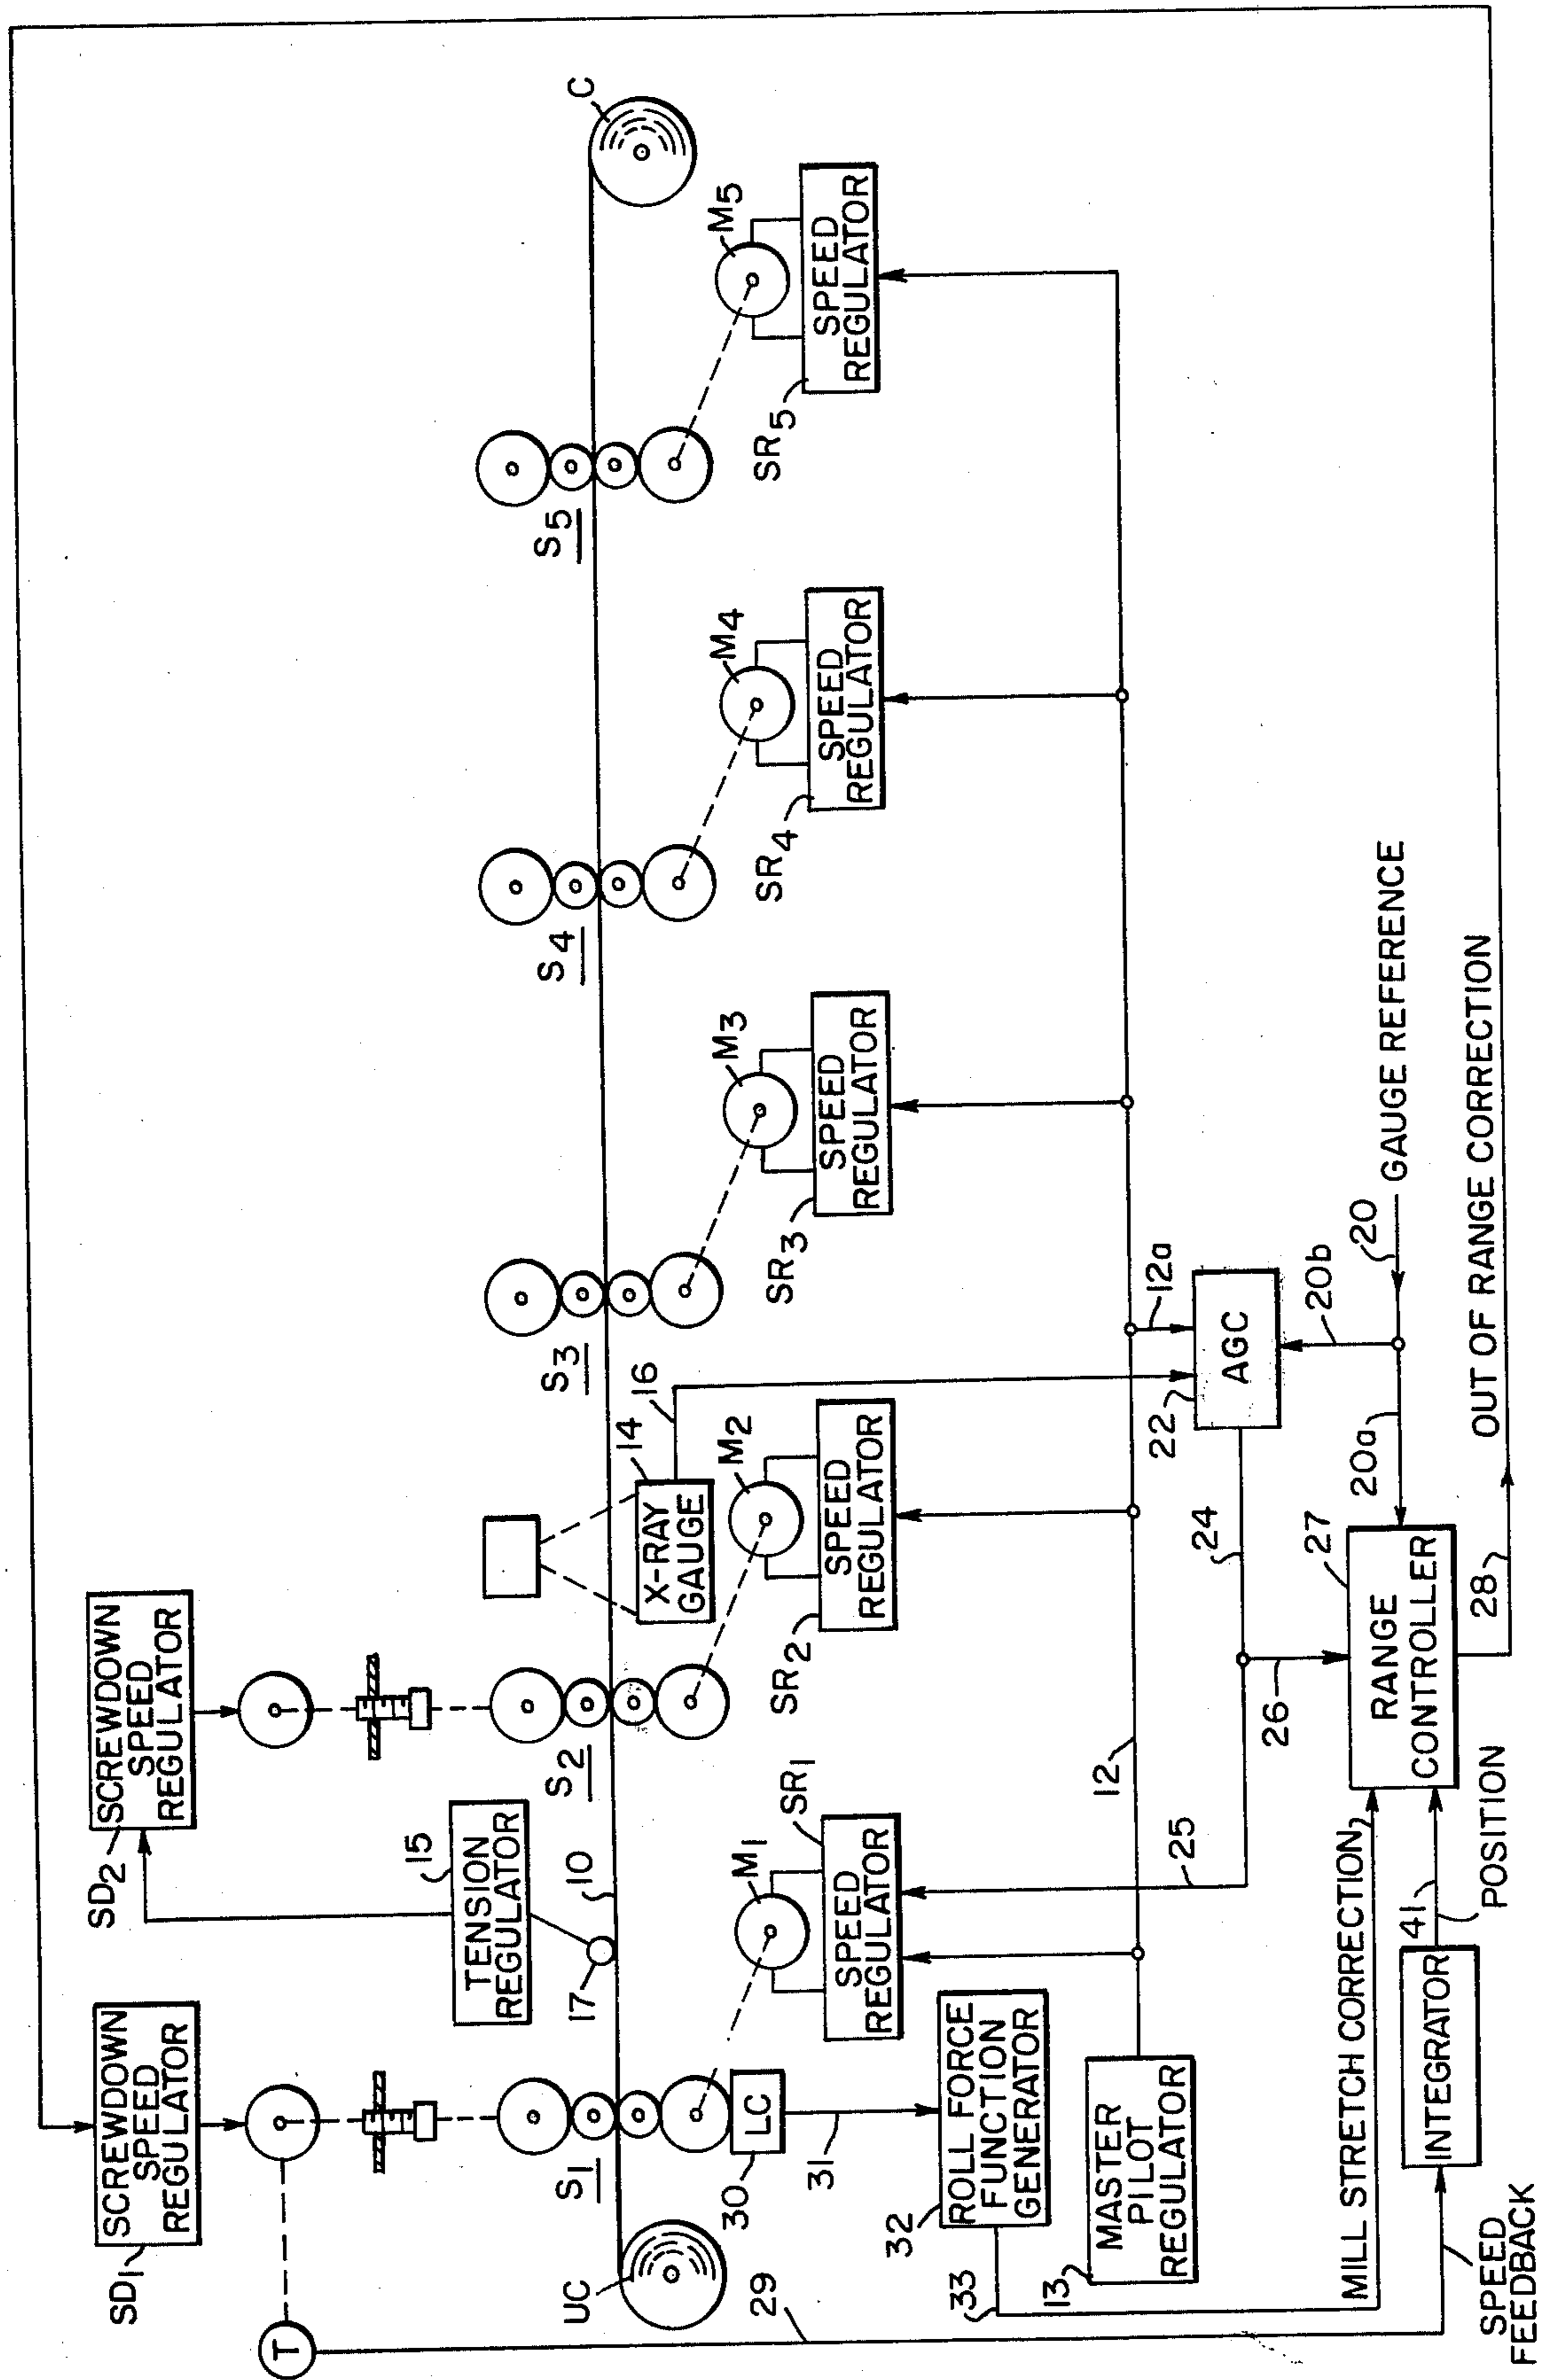 SD1
SCREWDOWN
SPEED
REGULATOR
SD2
SCREWDOWN
SPEED
REGULATOR
T
15
TENSION
REGULATOR
17
10
UC
S1
S2
S3
S4
S5
C
X-RAY
GAUGE
14
16
30
LC
31
M1
M2
M3
M4
M5
SPEED
REGULATOR
SR1
SPEED
REGULATOR
SR2
SPEED
REGULATOR
SR3
SPEED
REGULATOR
SR4
SPEED
REGULATOR
SR5
32
ROLL FORCE
FUNCTION
GENERATOR
33
13
MASTER
PILOT
REGULATOR
12
12a
25
24
26
22
AGC
20b
20
GAUGE REFERENCE
20a
27
RANGE
CONTROLLER
28
OUT OF RANGE CORRECTION
MILL STRETCH CORRECTION
29
INTEGRATOR
41
POSITION
SPEED
FEEDBACK